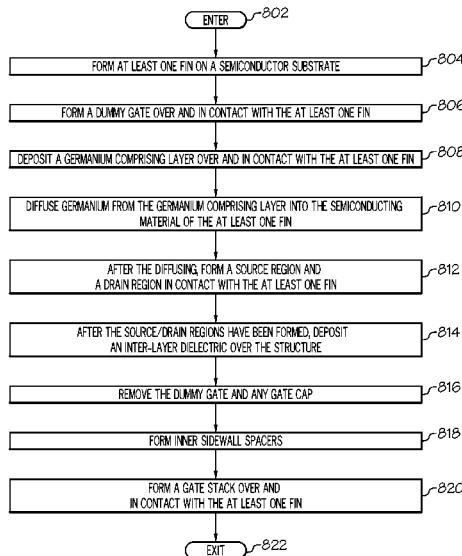 ENTER 802
FORM AT LEAST ONE FIN ON A SEMICONDUCTOR SUBSTRATE 804
FORM A DUMMY GATE OVER AND IN CONTACT WITH THE AT LEAST ONE FIN 806
DEPOSIT A GERMANIUM COMPRISING LAYER OVER AND IN CONTACT WITH THE AT LEAST ONE FIN 808
DIFFUSE GERMANIUM FROM THE GERMANIUM COMPRISING LAYER INTO THE SEMICONDUCTING 810
MATERIAL OF THE AT LEAST ONE FIN
AFTER THE DIFFUSING, FORM A SOURCE REGION AND 812
A DRAIN REGION IN CONTACT WITH THE AT LEAST ONE FIN
AFTER THE SOURCE/DRAIN REGIONS HAVE BEEN FORMED, DEPOSIT 814
AN INTER-LAYER DIELECTRIC OVER THE STRUCTURE
REMOVE THE DUMMY GATE AND ANY GATE CAP 816
FORM INNER SIDEWALL SPACERS 818
FORM A GATE STACK OVER AND 820
IN CONTACT WITH THE AT LEAST ONE FIN
EXIT 822